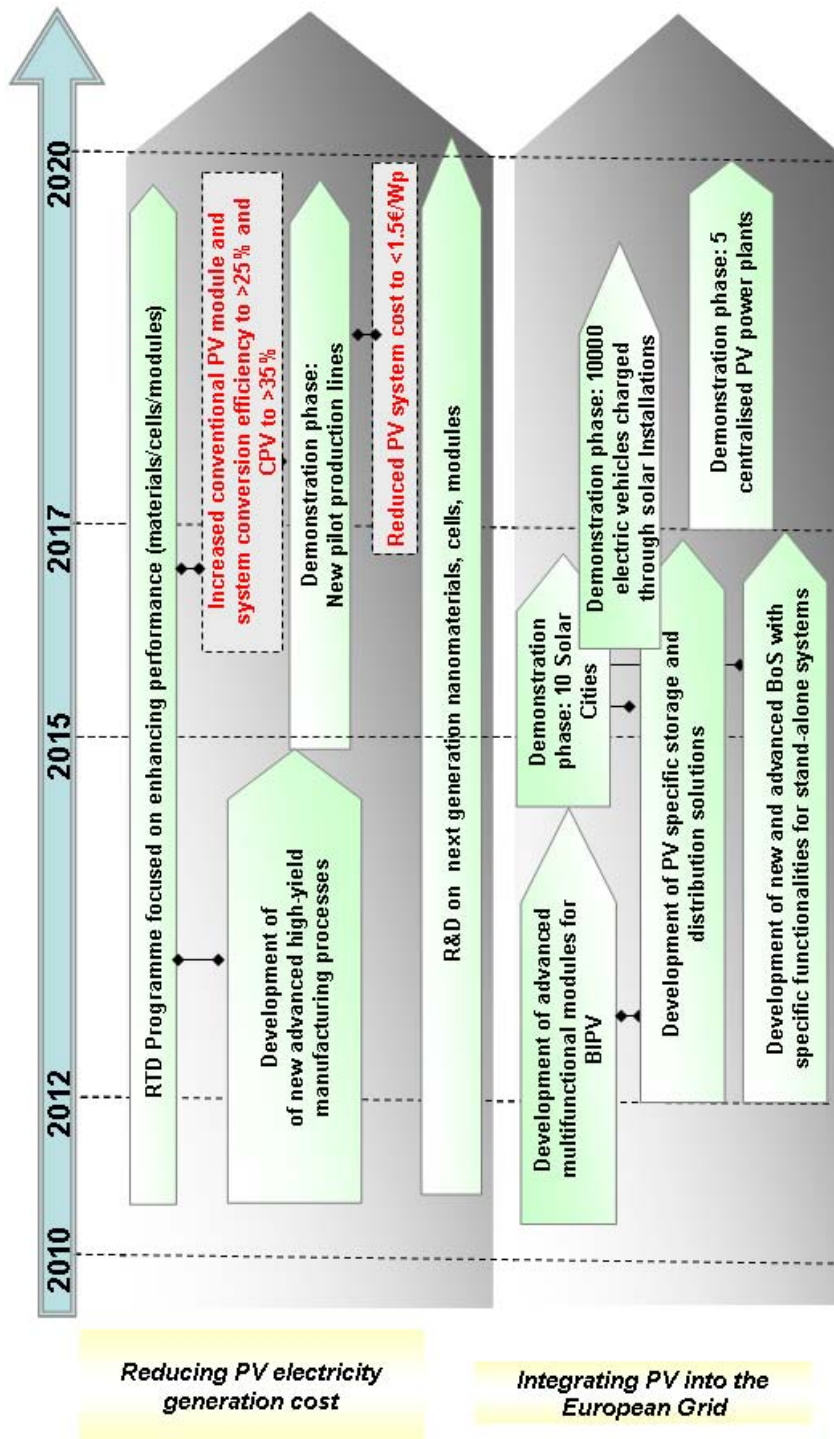 2010
2012
2015
2017
2020
Reducing PV electricity
generation cost
RTD Programme focused on enhancing performance (materials/cells/modules)
Increased conventional PV module and
system conversion efficiency to >25% and
CPV to >35%
Development of
of new advanced high-yield
manufacturing processes
Demonstration phase:
New pilot production lines
Reduced PV system cost to <1.5€/Wp
R&D on next generation nanomaterials, cells, modules
Integrating PV into the
European Grid
Development of advanced
multifunctional modules for
BIPV
Demonstration
phase: 10 Solar
Cities
Demonstration phase: 10000
electric vehicles charged
through solar Installations
Development of PV specific storage and
distribution solutions
Demonstration phase: 5
centralised PV power plants
Development of new and advanced BoS with
specific functionalities for stand-alone systems